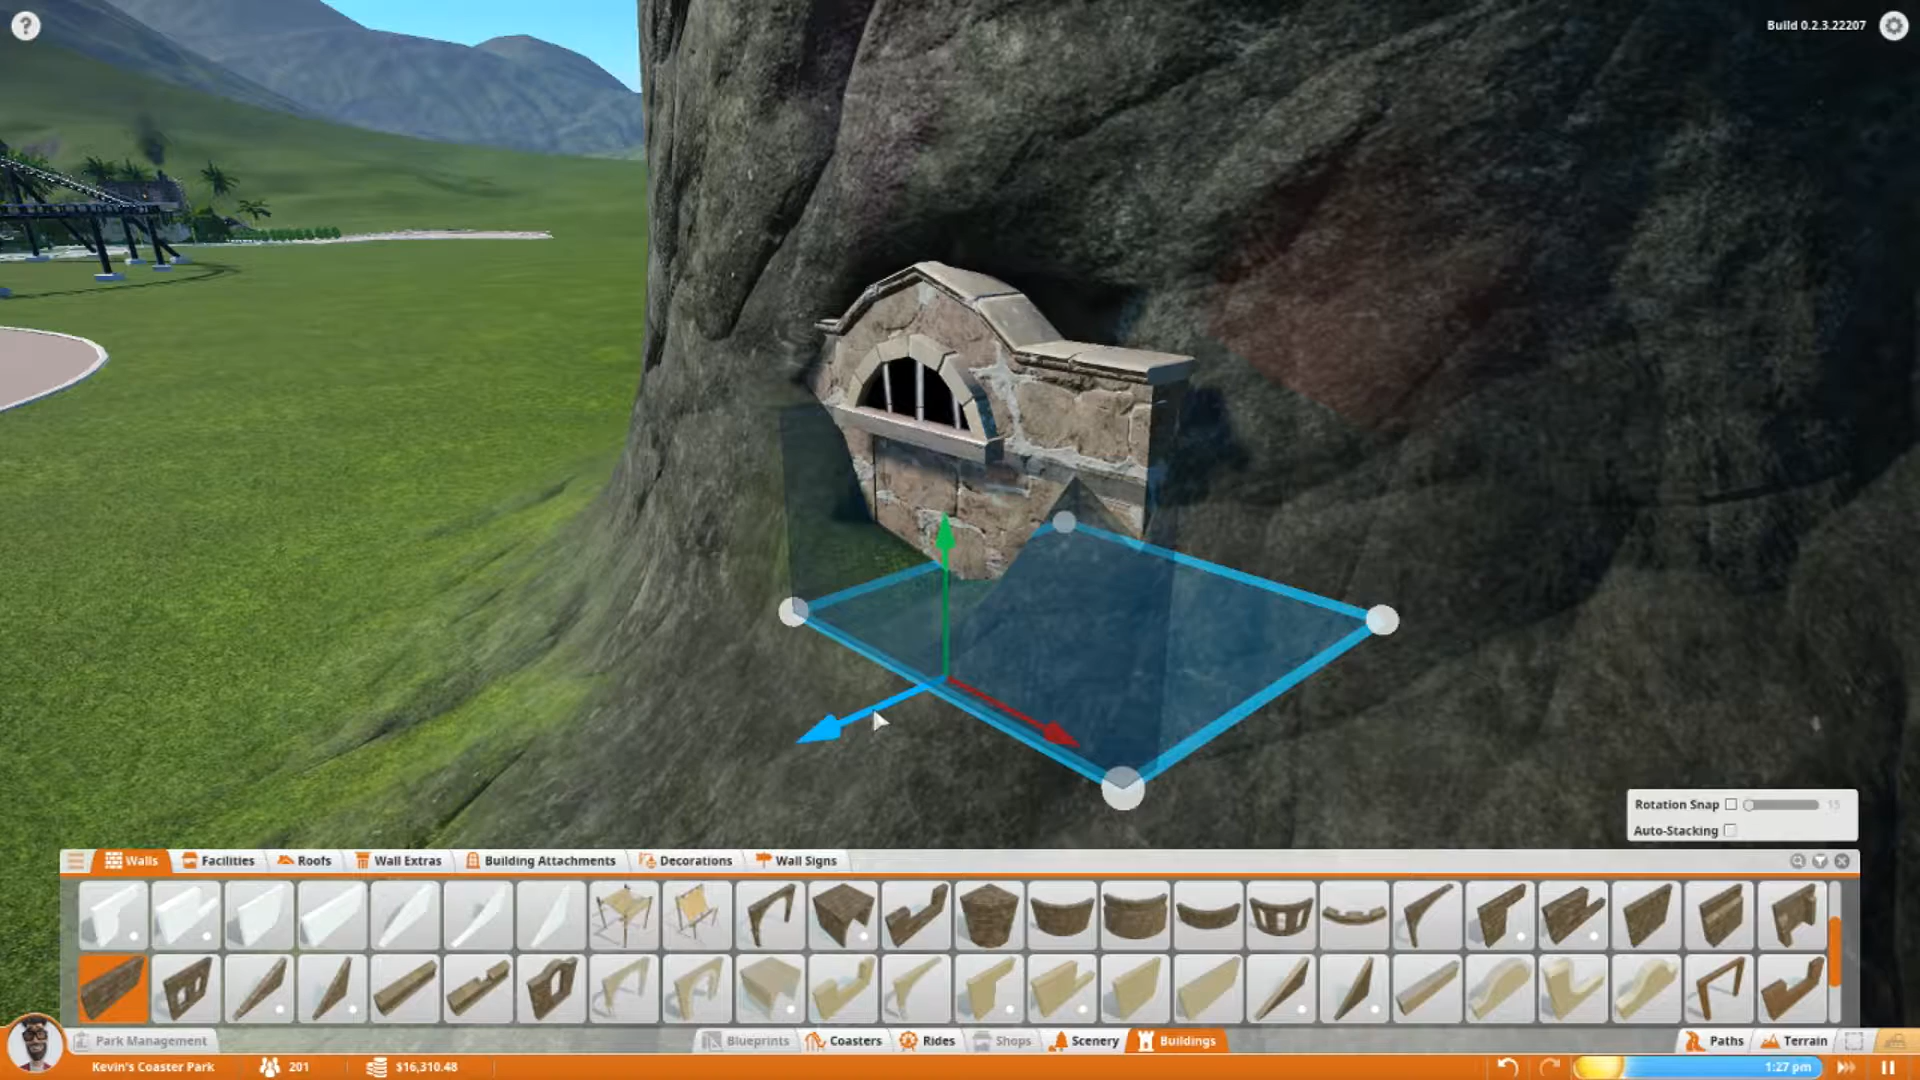 ?
Build 0.2.3.22207
Rotation Snap 15
Auto-Stacking
Walls Facilities Roofs Wall Extras Building Attachments Decorations Wall Signs
Park Management Blueprints Coasters Rides Shops Scenery Buildings Paths Terrain
Kevin's Coaster Park 201 $16,310.48 1:27 pm